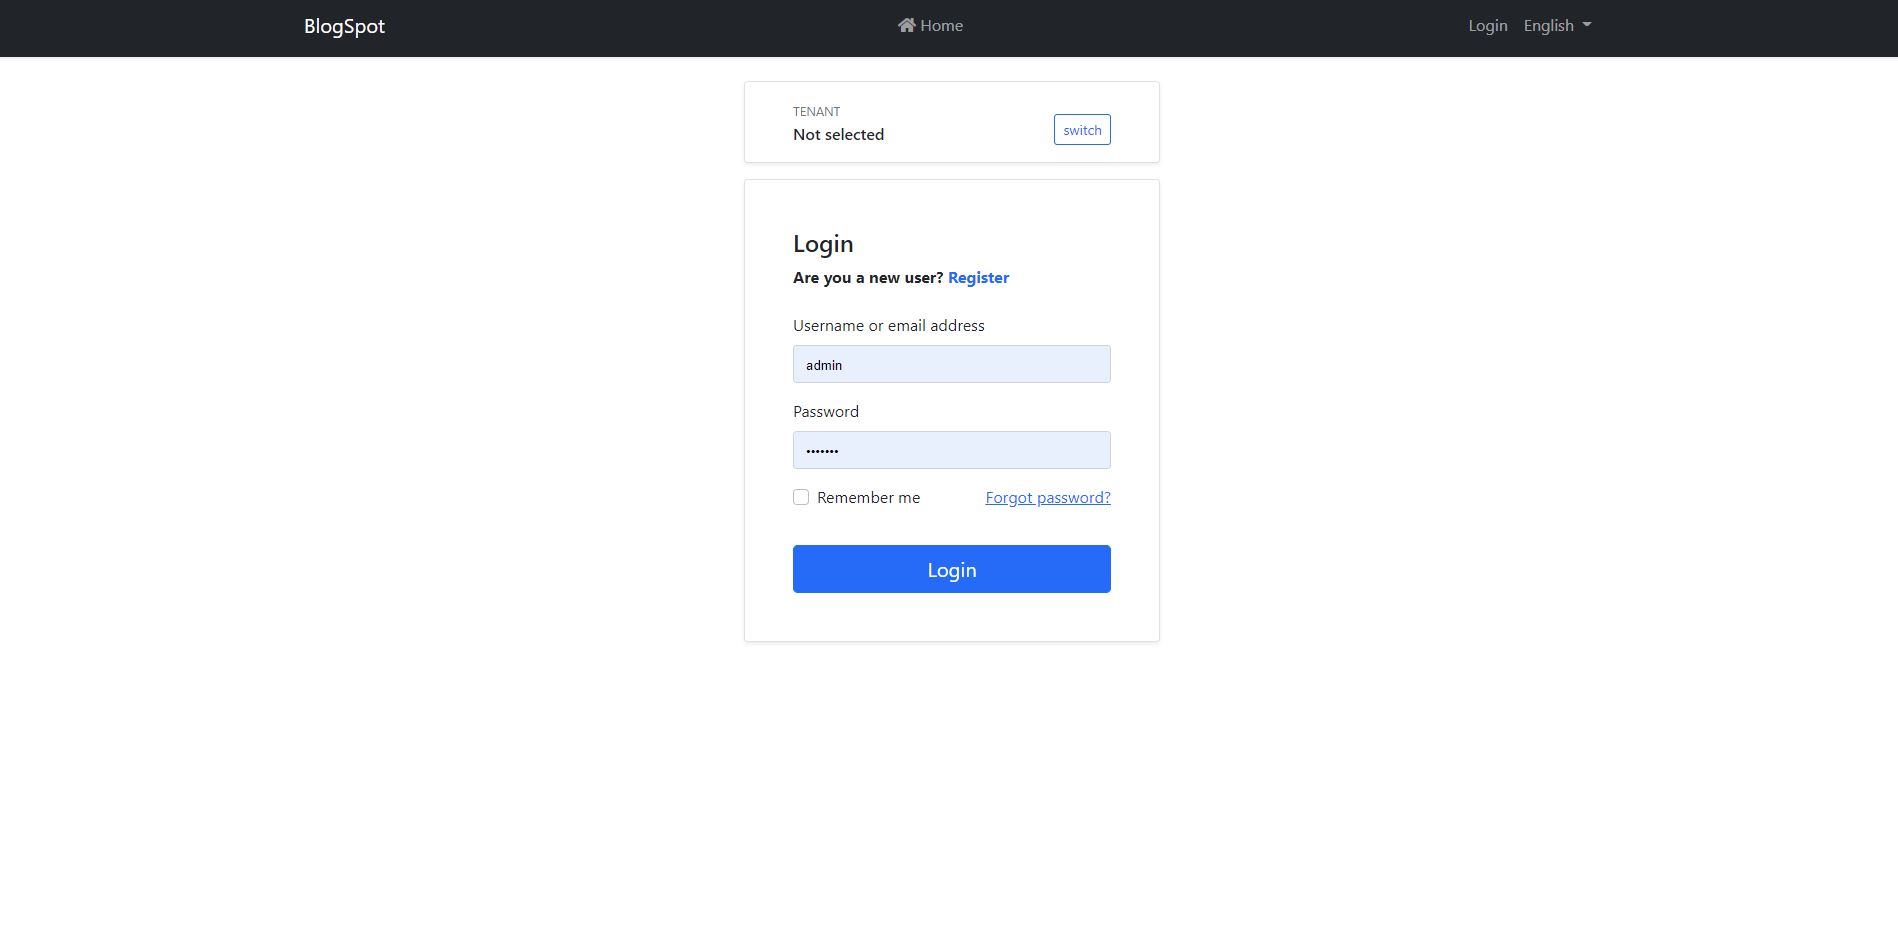 BlogSpot
Home
Login
English
TENANT
Not selected
switch
Login
Are you a new user? Register
Username or email address
admin
Password
•••••••
Remember me
Forgot password?
Login